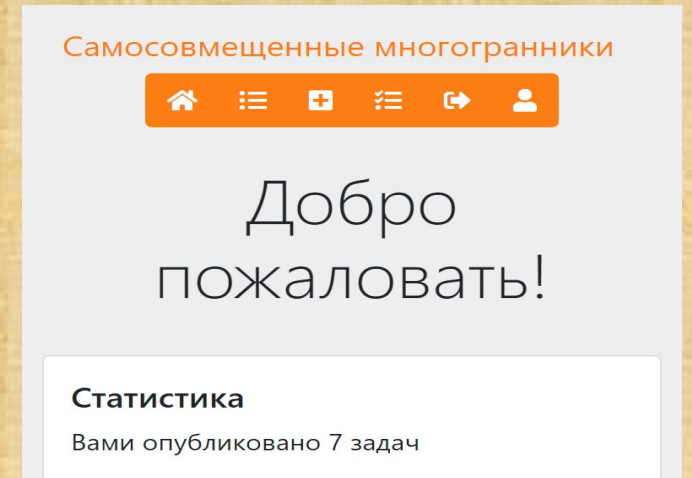 Самосовмещенные многогранники
Добро
пожаловать!
Статистика
Вами опубликовано 7 задач